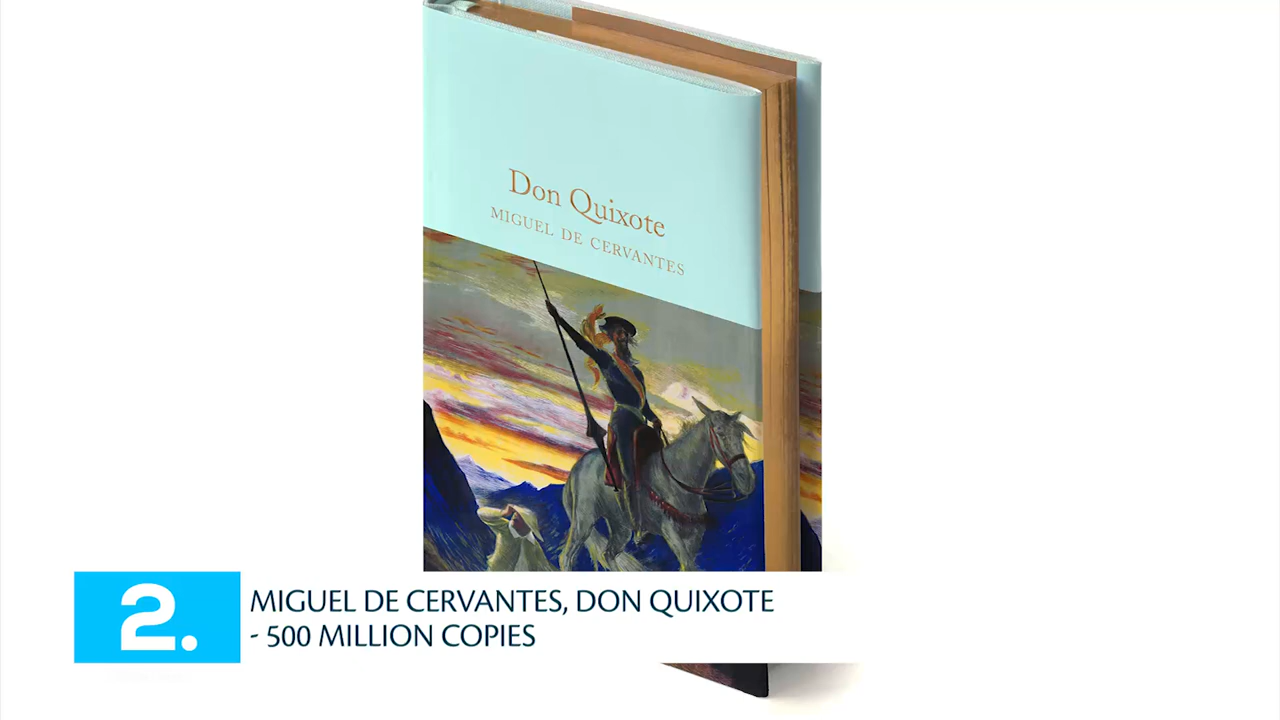 Don Quixote
MIGUEL DE CERVANTES
2.
MIGUEL DE CERVANTES, DON QUIXOTE
- 500 MILLION COPIES